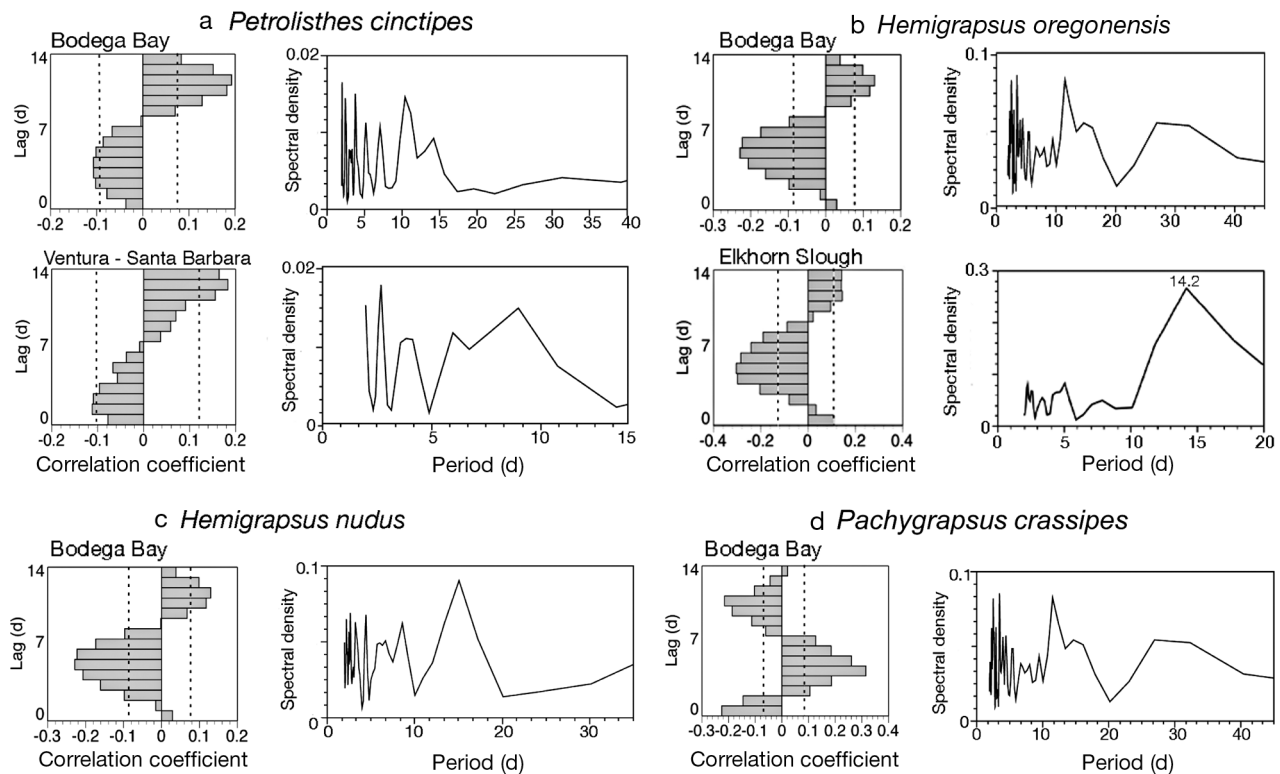 a Petrolisthes cinctipes
b Hemigrapsus oregonensis
Bodega Bay
14
7
0
Lag (d)
-0.2 -0.1 0 0.1 0.2
0.02
0
Spectral density
0 5 10 15 20 25 30 35 40
Bodega Bay
14
7
0
Lag (d)
-0.3 -0.2 -0.1 0 0.1 0.2
0.1
0
Spectral density
0 10 20 30 40
Ventura - Santa Barbara
14
7
0
Lag (d)
-0.2 -0.1 0 0.1 0.2
Correlation coefficient
0.02
0
Spectral density
0 5 10 15
Period (d)
Elkhorn Slough
14
7
0
Lag (d)
-0.4 -0.2 0 0.2 0.4
Correlation coefficient
0.3
0
Spectral density
14.2
0 5 10 15 20
Period (d)
c Hemigrapsus nudus
d Pachygrapsus crassipes
Bodega Bay
14
7
0
Lag (d)
-0.3 -0.2 -0.1 0 0.1 0.2
Correlation coefficient
0.1
0
Spectral density
0 10 20 30
Period (d)
Bodega Bay
14
7
0
Lag (d)
-0.3 -0.2 -0.1 0 0.1 0.2 0.3
Correlation coefficient
0.1
0
Spectral density
0 10 20 30 40
Period (d)